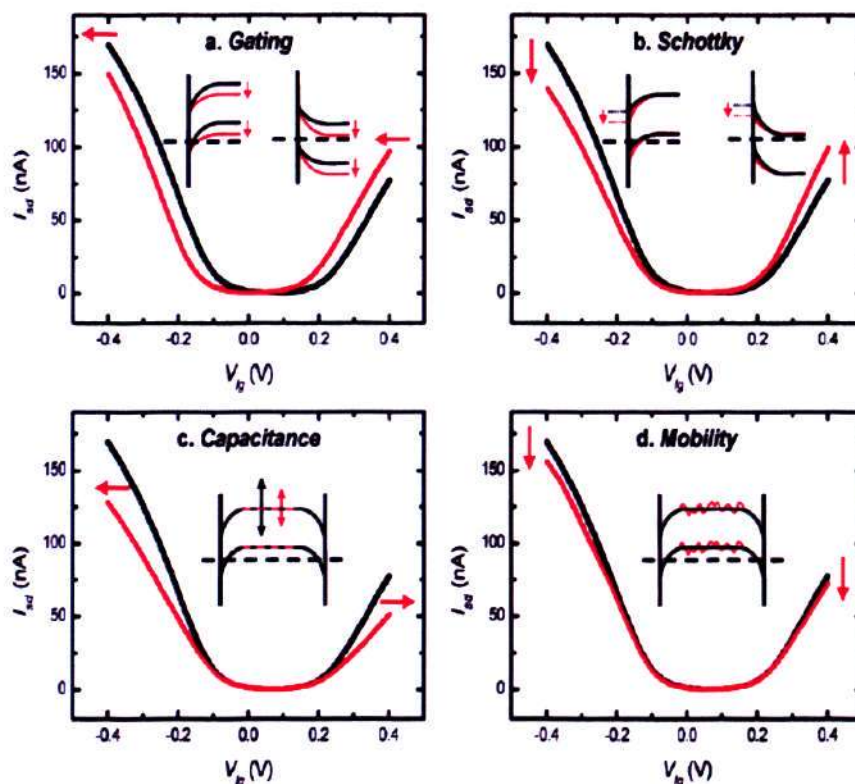 a. Gating
I_sd (nA)
150
100
50
0
-0.4 -0.2 0.0 0.2 0.4
V_lg (V)
b. Schottky
I_sd (nA)
150
100
50
0
-0.4 -0.2 0.0 0.2 0.4
V_lg (V)
c. Capacitance
I_sd (nA)
150
100
50
0
-0.4 -0.2 0.0 0.2 0.4
V_lg (V)
d. Mobility
I_sd (nA)
150
100
50
0
-0.4 -0.2 0.0 0.2 0.4
V_lg (V)